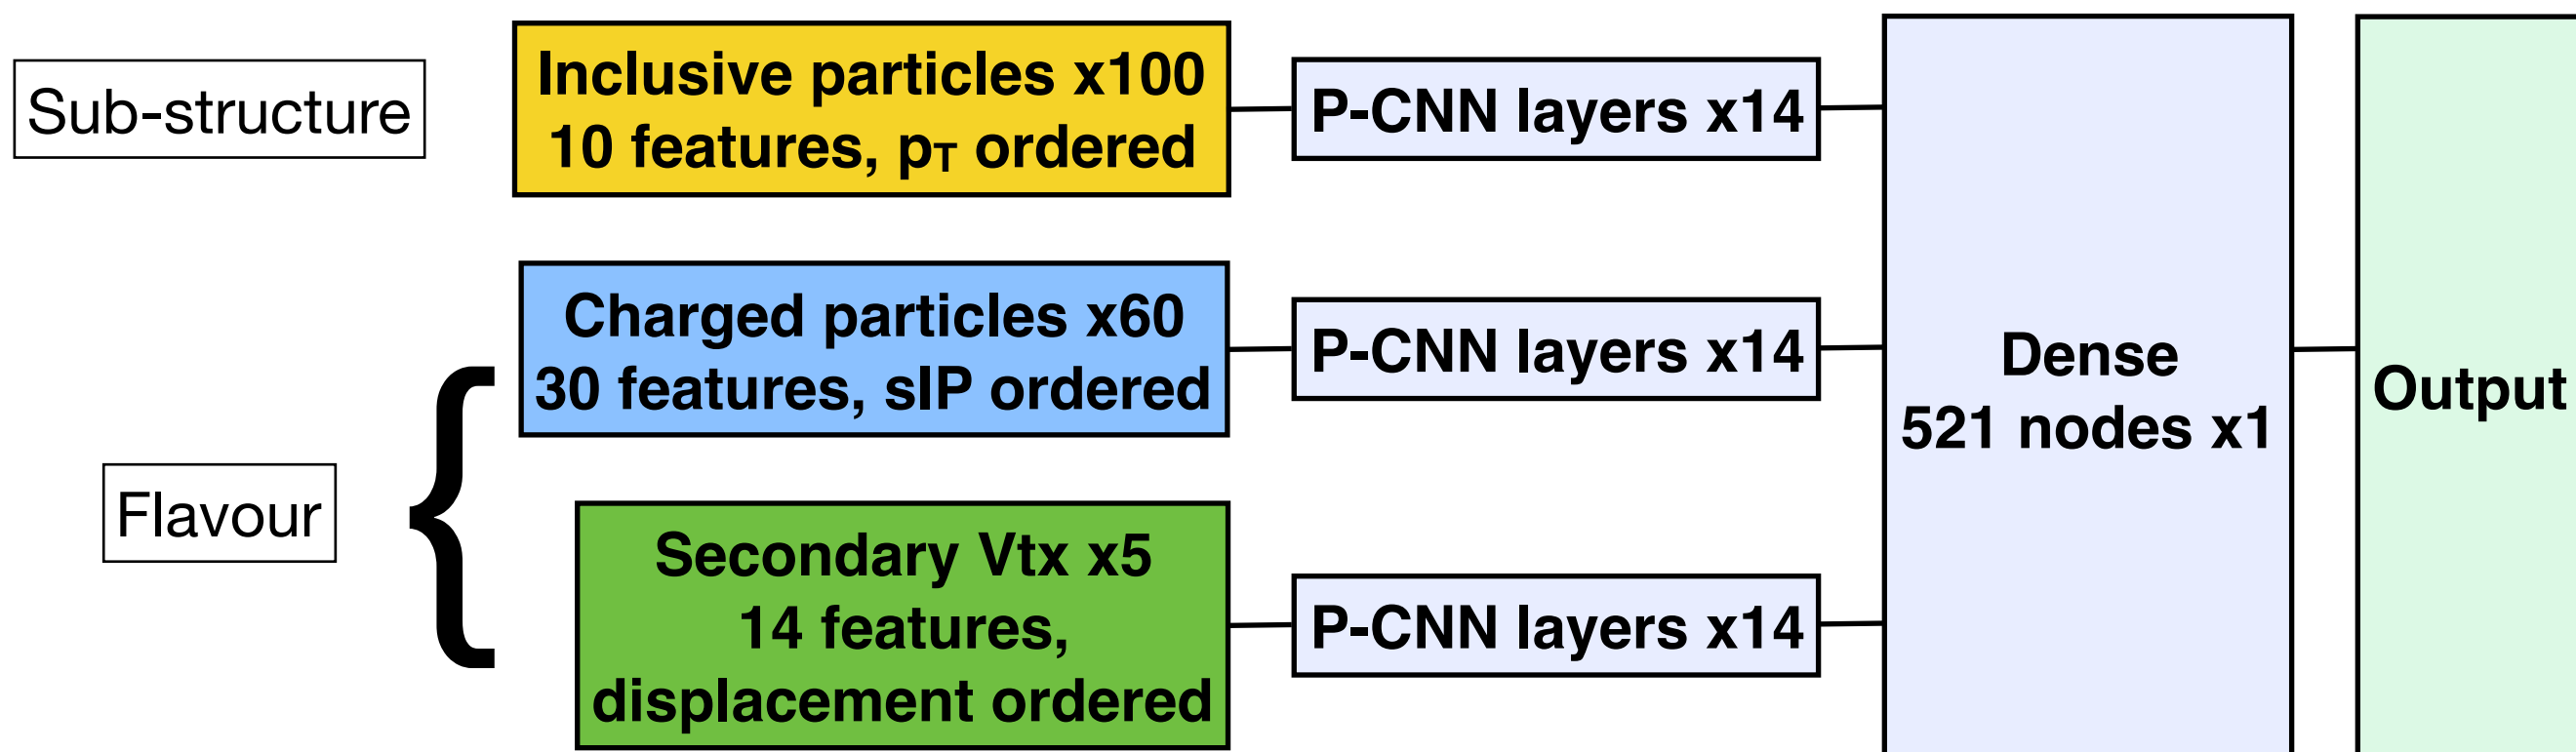 Sub-structure
Inclusive particles x100
10 features, pT ordered
P-CNN layers x14
Flavour
{
Charged particles x60
30 features, sIP ordered
P-CNN layers x14
Secondary Vtx x5
14 features,
displacement ordered
P-CNN layers x14
Dense
521 nodes x1
Output